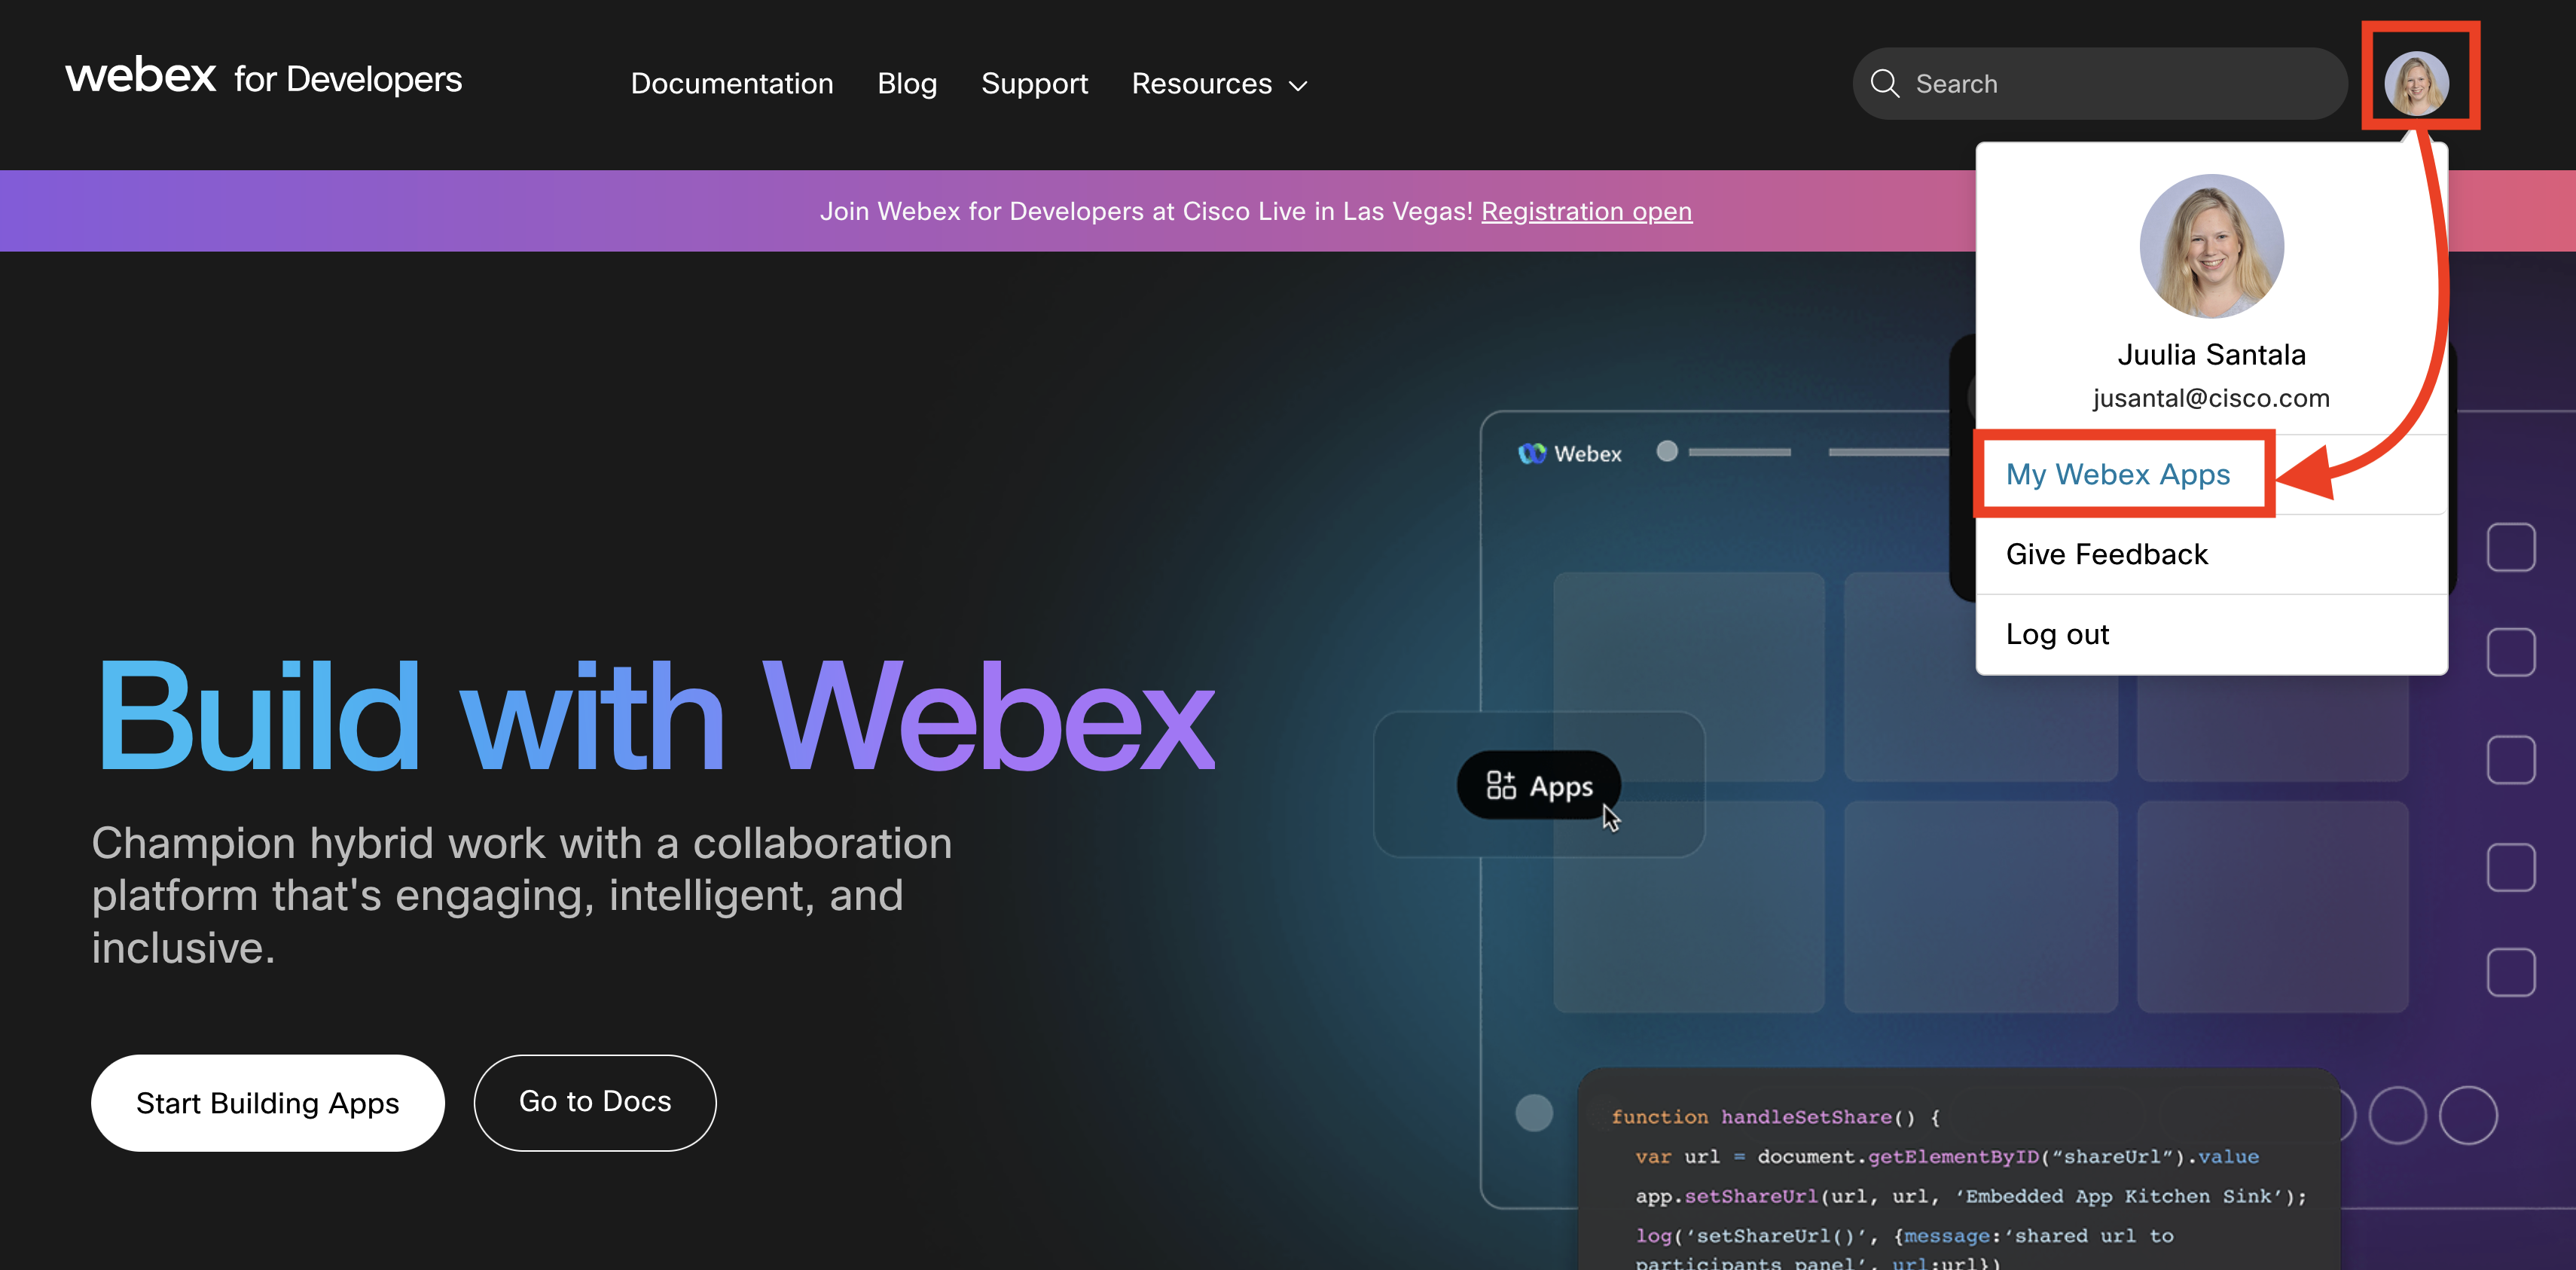 webex for Developers
Documentation
Blog
Support
Resources
Search
Join Webex for Developers at Cisco Live in Las Vegas! Registration open
Juulia Santala
jusantal@cisco.com
My Webex Apps
Give Feedback
Log out
Webex
Build with Webex
Champion hybrid work with a collaboration
platform that's engaging, intelligent, and
inclusive.
Apps
Start Building Apps
Go to Docs
function handleSetShare() {
var url = document.getElementByID(“shareUrl”).value
app.setShareUrl(url, url, ‘Embedded App Kitchen Sink’);
log(‘setShareUrl()’, {message:‘shared url to
participants panel’, url:url})